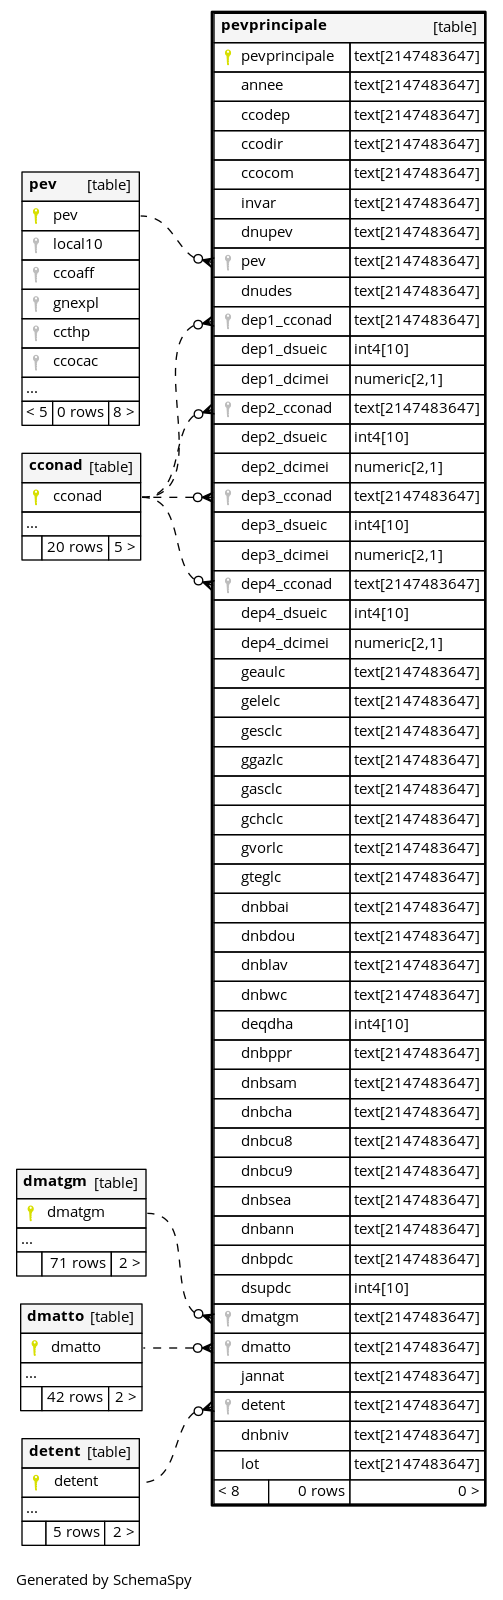 pevprincipale [table]
pevprincipale text[2147483647]
annee text[2147483647]
ccodep text[2147483647]
ccodir text[2147483647]
ccocom text[2147483647]
invar text[2147483647]
dnupev text[2147483647]
pev text[2147483647]
dnudes text[2147483647]
dep1_cconad text[2147483647]
dep1_dsueic int4[10]
dep1_dcimei numeric[2,1]
dep2_cconad text[2147483647]
dep2_dsueic int4[10]
dep2_dcimei numeric[2,1]
dep3_cconad text[2147483647]
dep3_dsueic int4[10]
dep3_dcimei numeric[2,1]
dep4_cconad text[2147483647]
dep4_dsueic int4[10]
dep4_dcimei numeric[2,1]
geaulc text[2147483647]
gelelc text[2147483647]
gesclc text[2147483647]
ggazlc text[2147483647]
gasclc text[2147483647]
gchclc text[2147483647]
gvorlc text[2147483647]
gteglc text[2147483647]
dnbbai text[2147483647]
dnbdou text[2147483647]
dnblav text[2147483647]
dnbwc text[2147483647]
deqdha int4[10]
dnbppr text[2147483647]
dnbsam text[2147483647]
dnbcha text[2147483647]
dnbcu8 text[2147483647]
dnbcu9 text[2147483647]
dnbsea text[2147483647]
dnbann text[2147483647]
dnbpdc text[2147483647]
dsupdc int4[10]
dmatgm text[2147483647]
dmatto text[2147483647]
jannat text[2147483647]
detent text[2147483647]
dnbniv text[2147483647]
lot text[2147483647]
< 8 0 rows 0 >
pev [table]
pev
local10
ccoaff
gnexpl
ccthp
ccocac
...
< 5 0 rows 8 >
cconad [table]
cconad
...
20 rows 5 >
dmatgm [table]
dmatgm
...
71 rows 2 >
dmatto [table]
dmatto
...
42 rows 2 >
detent [table]
detent
...
5 rows 2 >
Generated by SchemaSpy